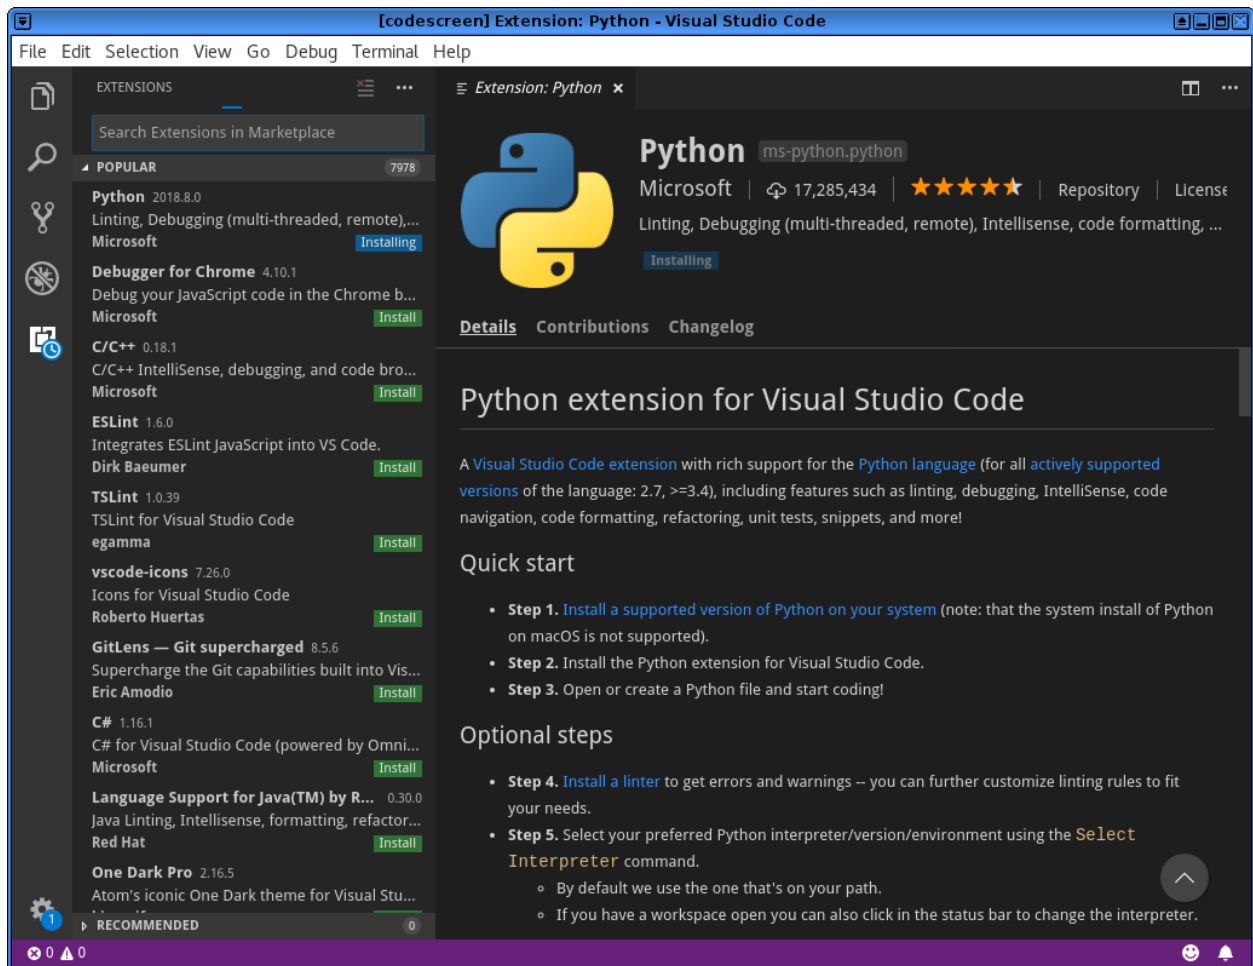 [codescreen] Extension: Python - Visual Studio Code
File Edit Selection View Go Debug Terminal Help
EXTENSIONS
Search Extensions in Marketplace
POPULAR 7978
Python 2018.8.0
Linting, Debugging (multi-threaded, remote),...
Microsoft Installing
Debugger for Chrome 4.10.1
Debug your JavaScript code in the Chrome b...
Microsoft Install
C/C++ 0.18.1
C/C++ IntelliSense, debugging, and code bro...
Microsoft Install
ESLint 1.6.0
Integrates ESLint JavaScript into VS Code.
Dirk Baeumer Install
TSLint 1.0.39
TSLint for Visual Studio Code
egamma Install
vscode-icons 7.26.0
Icons for Visual Studio Code
Roberto Huertas Install
GitLens — Git supercharged 8.5.6
Supercharge the Git capabilities built into Vis...
Eric Amodio Install
C# 1.16.1
C# for Visual Studio Code (powered by Omni...
Microsoft Install
Language Support for Java(TM) by R... 0.30.0
Java Linting, Intellisense, formatting, refactor...
Red Hat Install
One Dark Pro 2.16.5
Atom's iconic One Dark theme for Visual Stu...
RECOMMENDED 0
Extension: Python
Python ms-python.python
Microsoft 17,285,434 Repository License
Linting, Debugging (multi-threaded, remote), Intellisense, code formatting, ...
Installing
Details Contributions Changelog
Python extension for Visual Studio Code
A Visual Studio Code extension with rich support for the Python language (for all actively supported
versions of the language: 2.7, >=3.4), including features such as linting, debugging, IntelliSense, code
navigation, code formatting, refactoring, unit tests, snippets, and more!
Quick start
• Step 1. Install a supported version of Python on your system (note: that the system install of Python
on macOS is not supported).
• Step 2. Install the Python extension for Visual Studio Code.
• Step 3. Open or create a Python file and start coding!
Optional steps
• Step 4. Install a linter to get errors and warnings -- you can further customize linting rules to fit
your needs.
• Step 5. Select your preferred Python interpreter/version/environment using the Select
Interpreter command.
◦ By default we use the one that's on your path.
◦ If you have a workspace open you can also click in the status bar to change the interpreter.
1
0 0